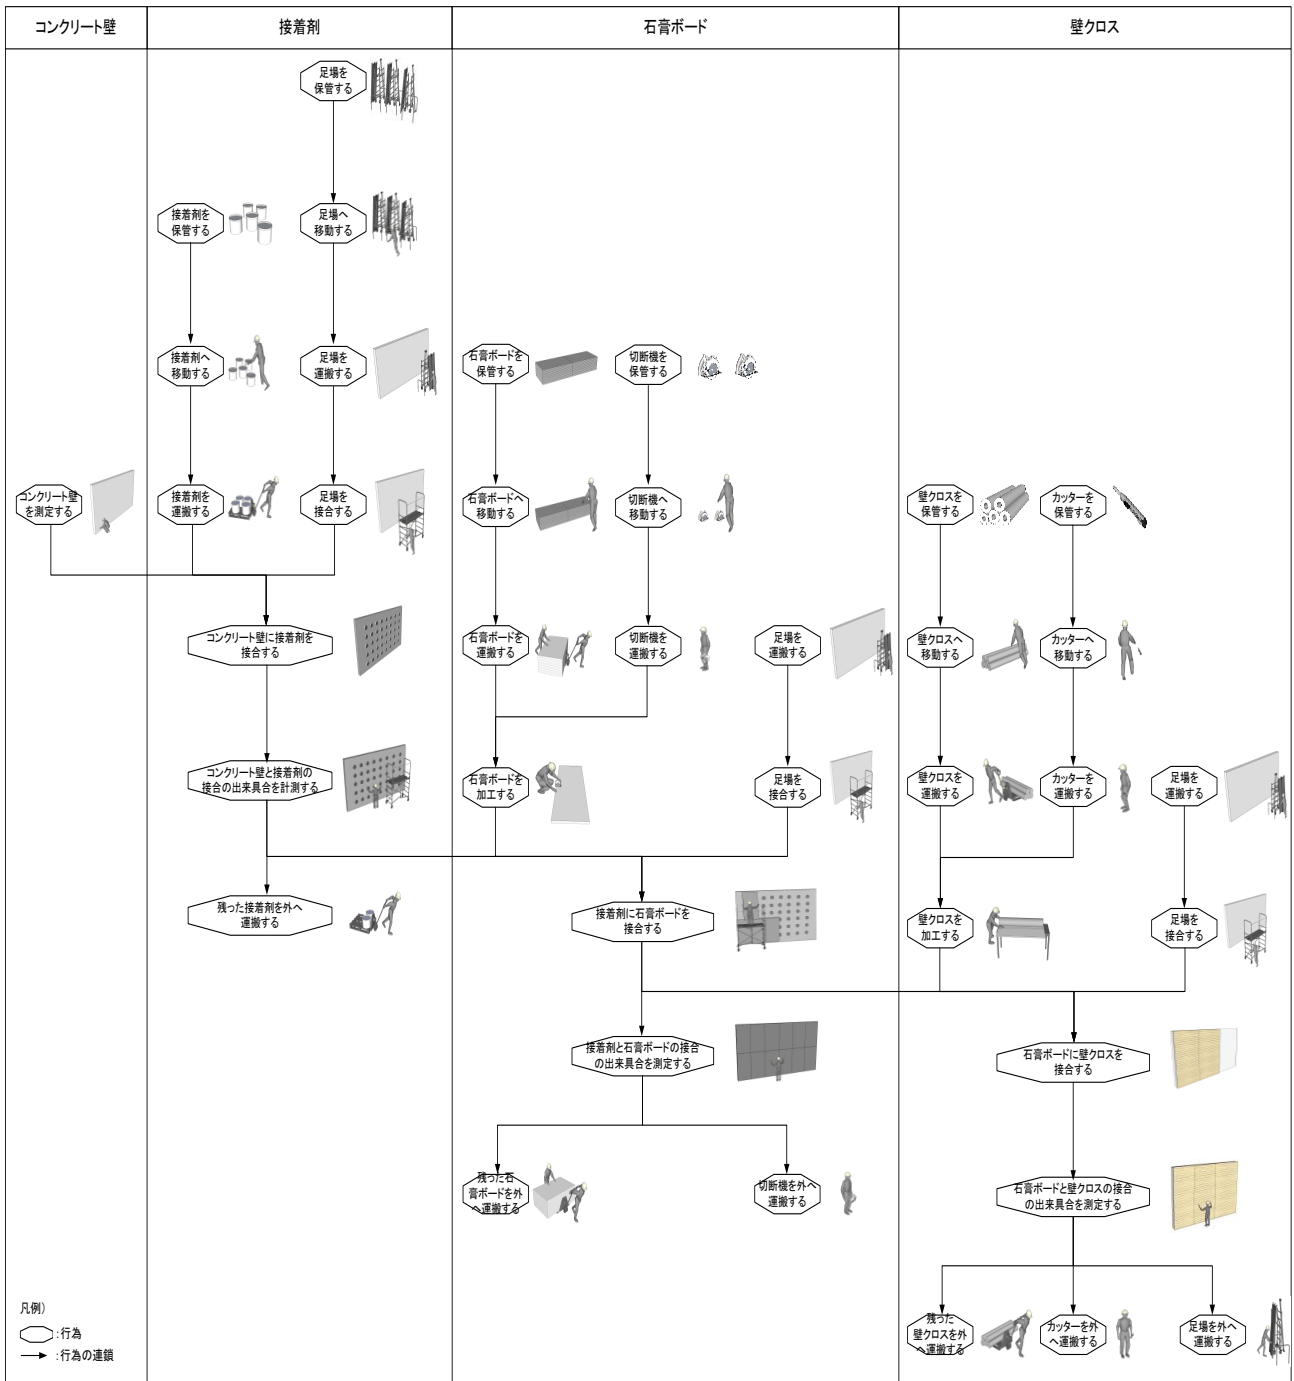 コンクリート壁
接着剤
石膏ボード
壁クロス
足場を
保管する
接着剤を
保管する
足場へ
移動する
接着剤へ
移動する
足場を
運搬する
石膏ボードを
保管する
切断機を
保管する
コンクリート壁
を測定する
接着剤を
運搬する
足場を
接合する
石膏ボードへ
移動する
切断機へ
移動する
壁クロスを
保管する
カッターを
保管する
コンクリート壁に接着剤を
接合する
石膏ボードを
運搬する
切断機を
運搬する
足場を
運搬する
壁クロスへ
移動する
カッターへ
移動する
コンクリート壁と接着剤の
接合の出来具合を計測する
石膏ボードを
加工する
足場を
接合する
壁クロスを
運搬する
カッターを
運搬する
足場を
運搬する
残った接着剤を外へ
運搬する
接着剤に石膏ボードを
接合する
壁クロスを
加工する
足場を
接合する
接着剤と石膏ボードの接合
の出来具合を測定する
石膏ボードに壁クロスを
接合する
残った石
膏ボードを外
へ運搬する
切断機を外へ
運搬する
石膏ボードと壁クロスの接合
の出来具合を測定する
残った
壁クロスを外
へ運搬する
カッターを外
へ運搬する
足場を外へ
運搬する
凡例)
:行為
:行為の連鎖